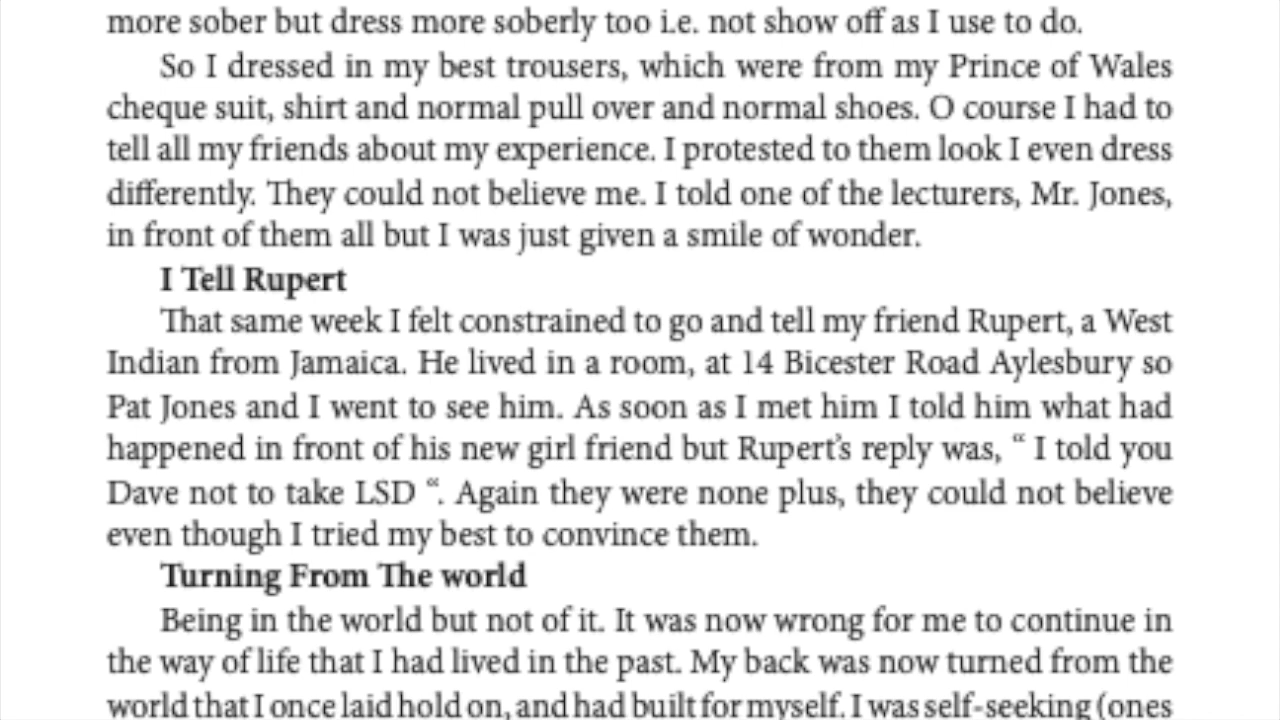 more sober but dress more soberly too i.e. not show off as I use to do.
So I dressed in my best trousers, which were from my Prince of Wales
cheque suit, shirt and normal pull over and normal shoes. O course I had to
tell all my friends about my experience. I protested to them look I even dress
differently. They could not believe me. I told one of the lecturers, Mr. Jones,
in front of them all but I was just given a smile of wonder.
I Tell Rupert
That same week I felt constrained to go and tell my friend Rupert, a West
Indian from Jamaica. He lived in a room, at 14 Bicester Road Aylesbury so
Pat Jones and I went to see him. As soon as I met him I told him what had
happened in front of his new girl friend but Rupert's reply was, “ I told you
Dave not to take LSD “. Again they were none plus, they could not believe
even though I tried my best to convince them.
Turning From The world
Being in the world but not of it. It was now wrong for me to continue in
the way of life that I had lived in the past. My back was now turned from the
world that I once laid hold on, and had built for myself. I was self-seeking (ones